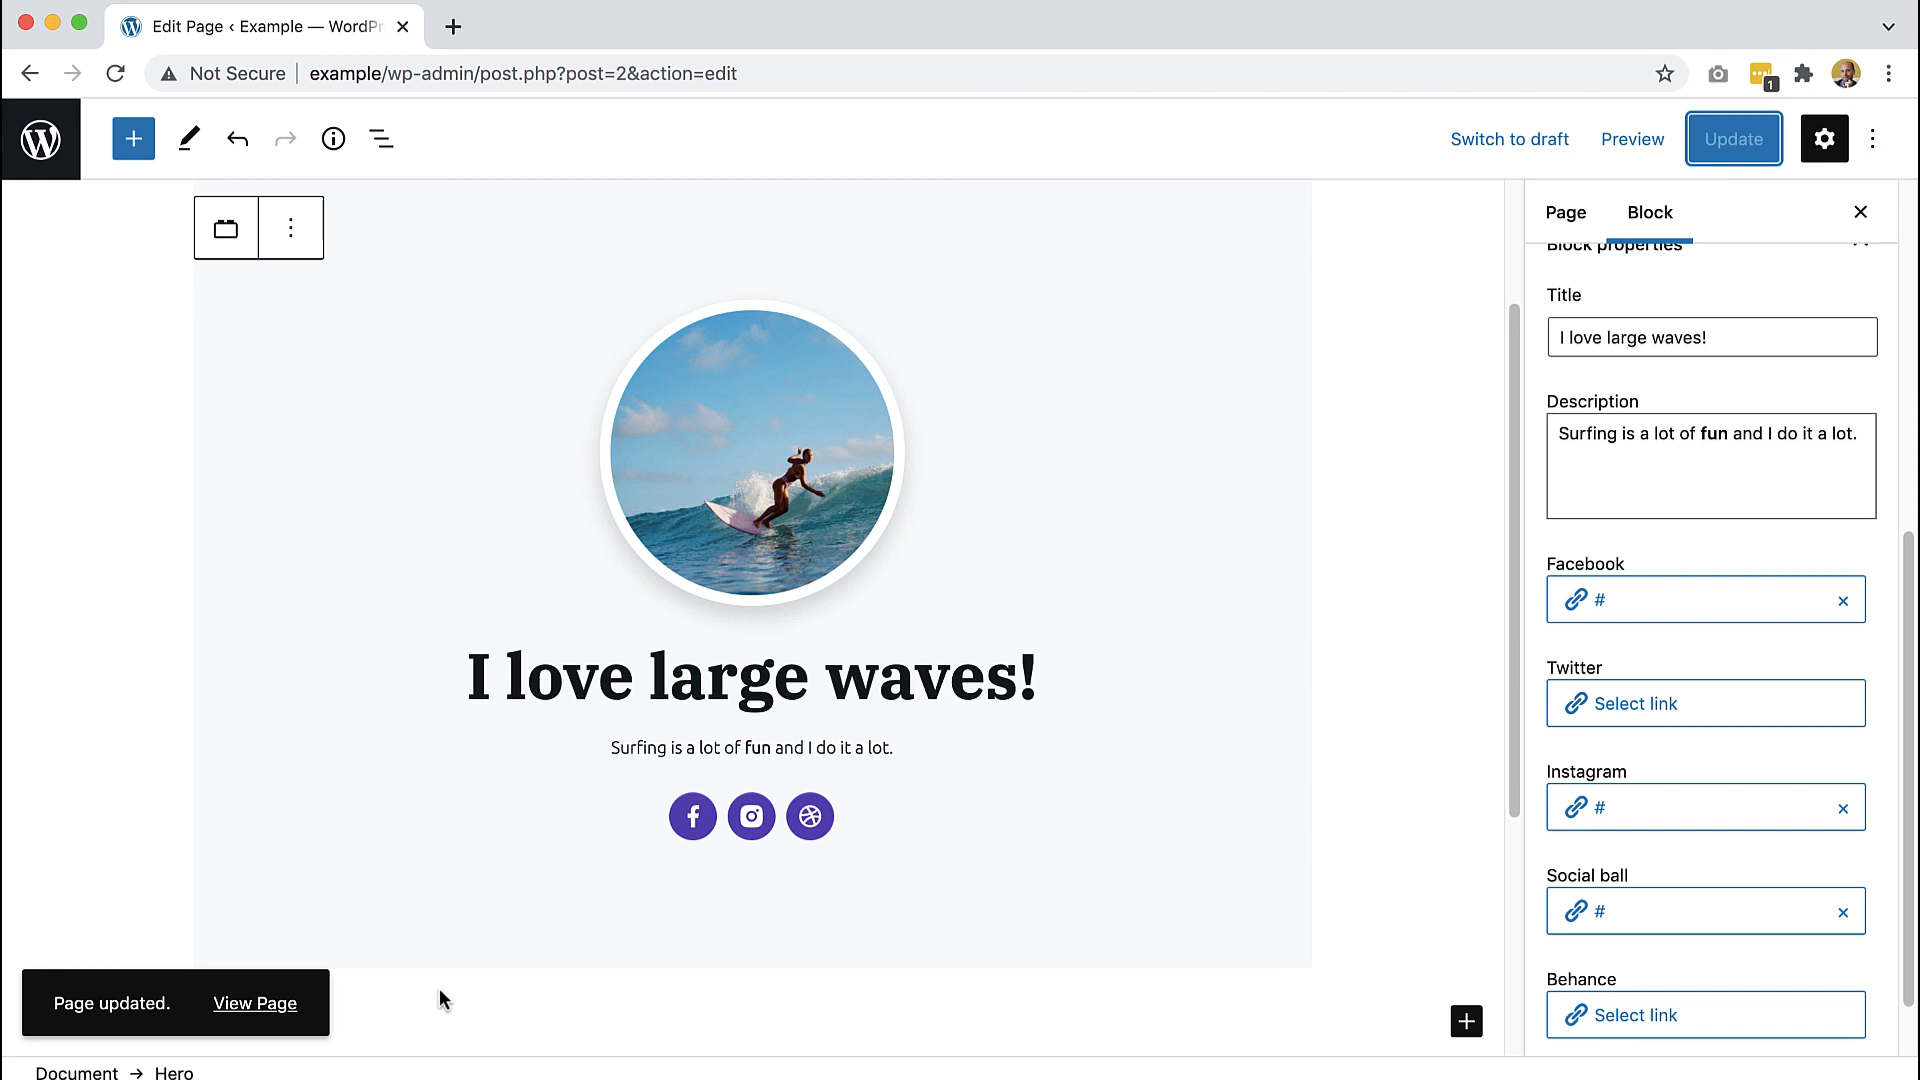 Edit Page ‹ Example — WordPr
Not Secure
example/wp-admin/post.php?post=2&action=edit
1
Switch to draft
Preview
Update
Page
Block
Block properties
Title
I love large waves!
Description
Surfing is a lot of fun and I do it a lot.
Facebook
#
Twitter
Select link
Instagram
#
Social ball
#
Behance
Select link
I love large waves!
Surfing is a lot of fun and I do it a lot.
Page updated.
View Page
Document → Hero